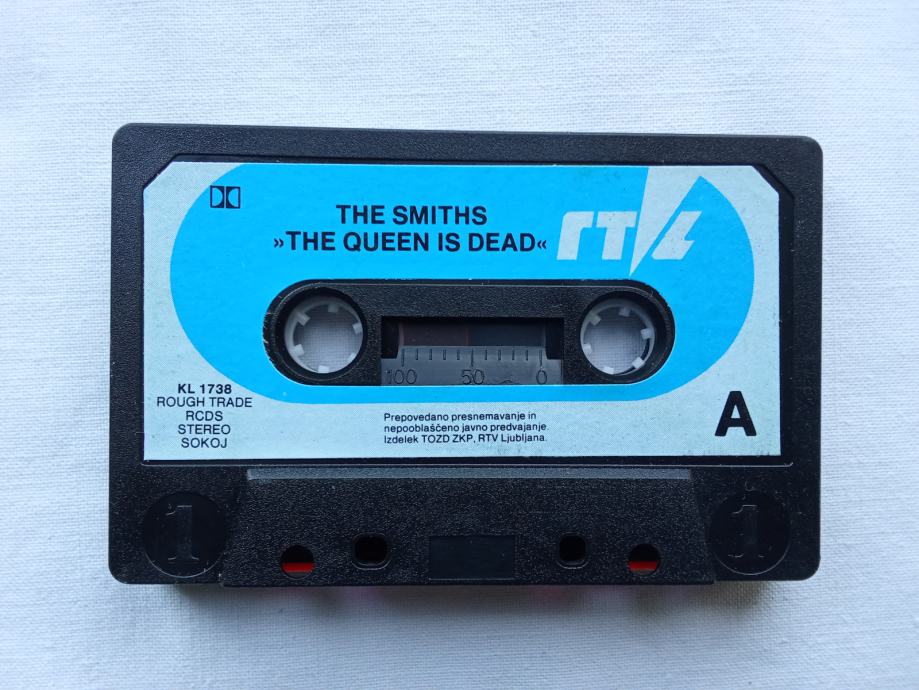 THE SMITHS
»THE QUEEN IS DEAD«
RTVL
100 50 0
KL 1738
ROUGH TRADE
RCDS
STEREO
SOKOJ
Prepovedano presnemavanje in
nepooblaščeno javno predvajanje.
Izdelek TOZD ZKP, RTV Ljubljana.
A
1 1